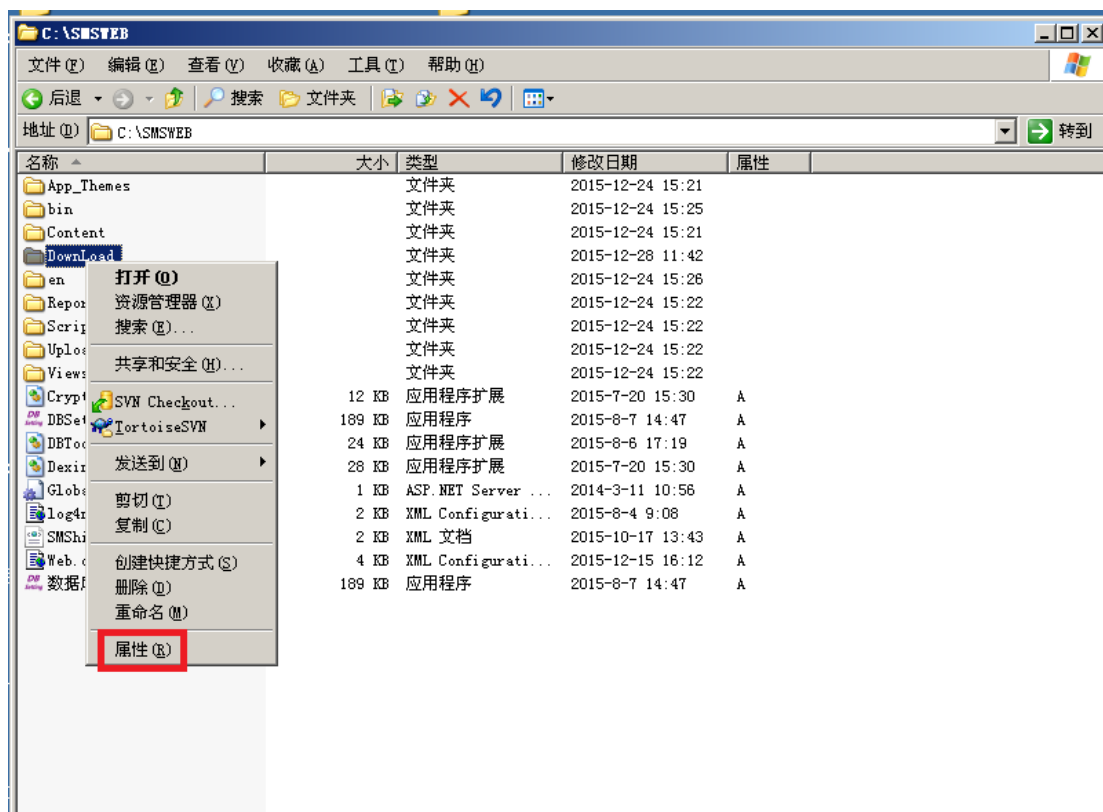 C:\SMSWEB
文件(F) 编辑(E) 查看(V) 收藏(A) 工具(T) 帮助(H)
后退 搜索 文件夹
地址(D) C:\SMSWEB 转到
名称 大小 类型 修改日期 属性
App_Themes 文件夹 2015-12-24 15:21
bin 文件夹 2015-12-24 15:25
Content 文件夹 2015-12-24 15:21
DownLoad 文件夹 2015-12-28 11:42
en 文件夹 2015-12-24 15:26
Repor 文件夹 2015-12-24 15:22
Scrip 文件夹 2015-12-24 15:22
Uploa 文件夹 2015-12-24 15:22
Views 文件夹 2015-12-24 15:22
Crypt 12 KB 应用程序扩展 2015-7-20 15:30 A
DBSet 189 KB 应用程序 2015-8-7 14:47 A
DBToo 24 KB 应用程序扩展 2015-8-6 17:19 A
Dexin 28 KB 应用程序扩展 2015-7-20 15:30 A
Globa 1 KB ASP.NET Server ... 2014-3-11 10:56 A
log4n 2 KB XML Configurati... 2015-8-4 9:08 A
SMShi 2 KB XML 文档 2015-10-17 13:43 A
Web.c 4 KB XML Configurati... 2015-12-15 16:12 A
数据库 189 KB 应用程序 2015-8-7 14:47 A
打开(O)
资源管理器(X)
搜索(E)...
共享和安全(H)...
SVN Checkout...
TortoiseSVN
发送到(N)
剪切(T)
复制(C)
创建快捷方式(S)
删除(D)
重命名(M)
属性(R)